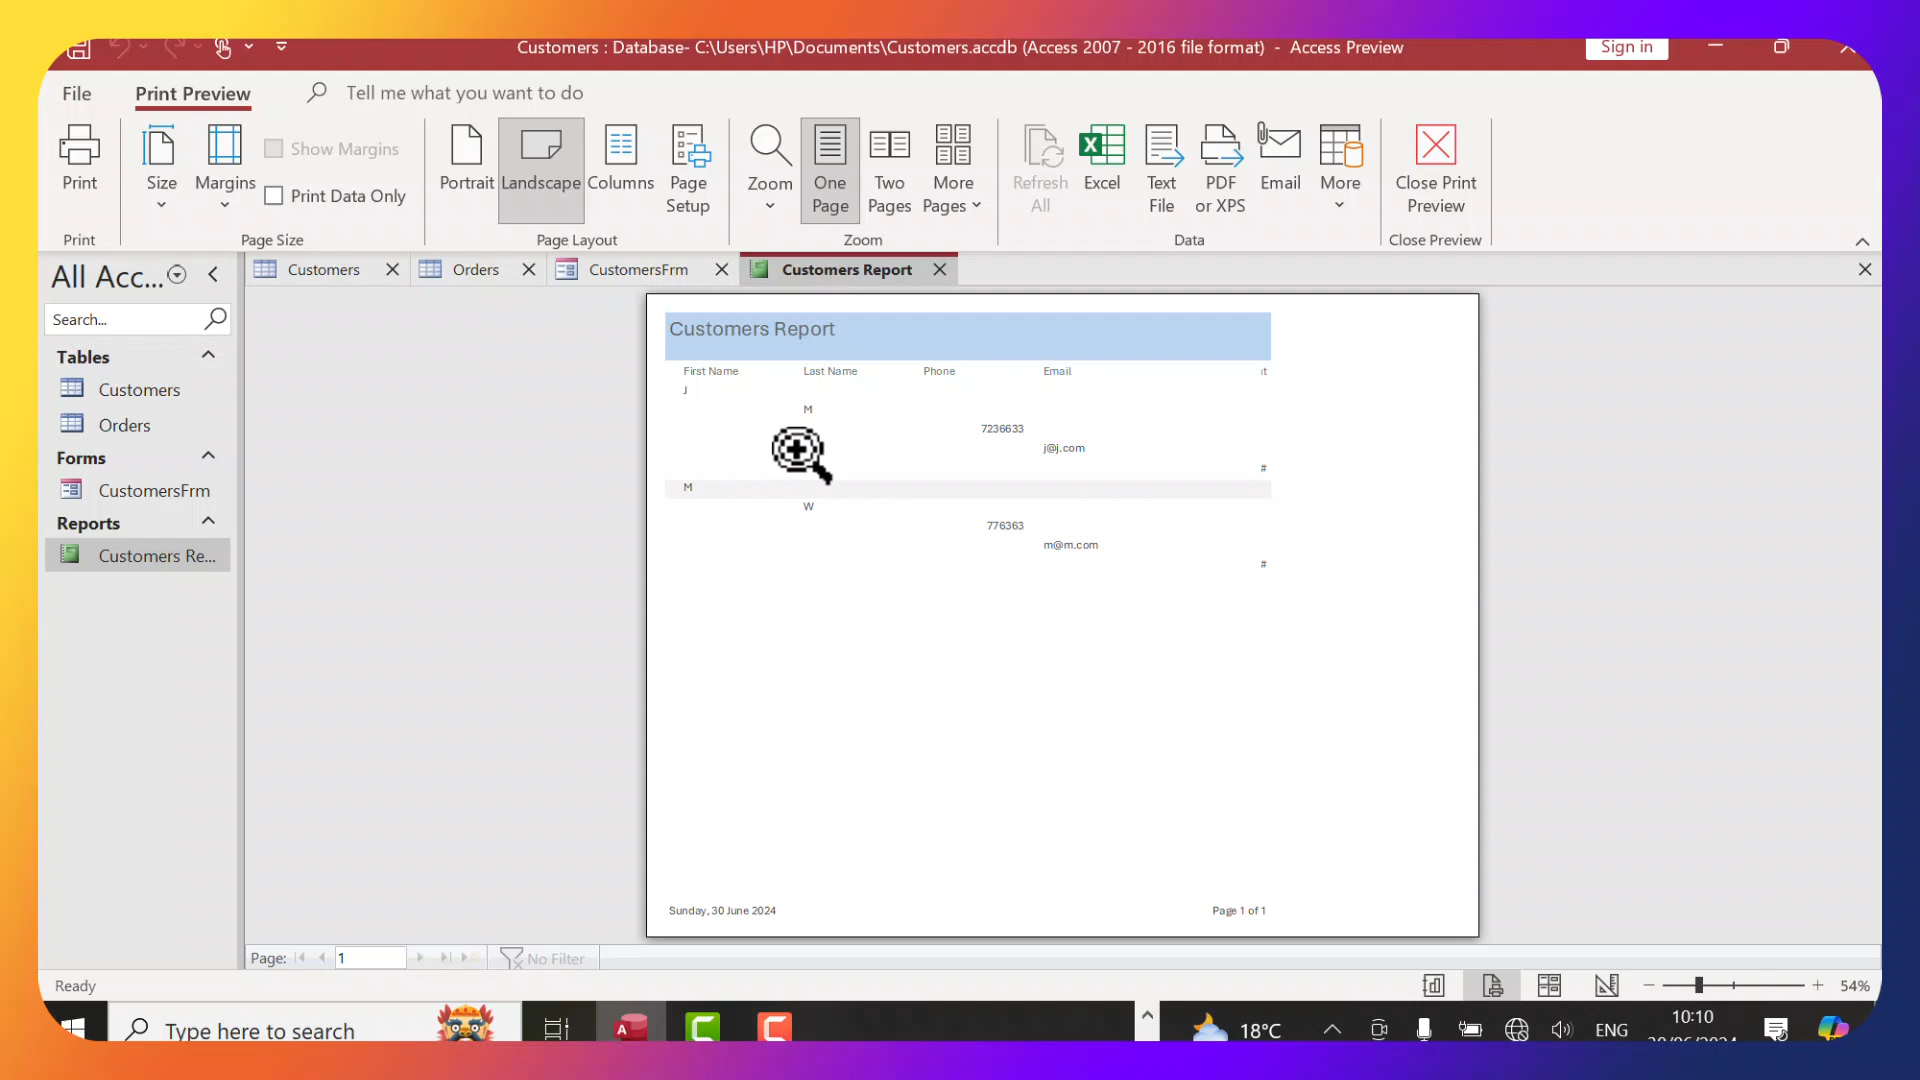 Customers : Database- C:\Users\HP\Documents\Customers.accdb (Access 2007 - 2016 file format) - Access Preview
Sign in
File
Print Preview
Tell me what you want to do
Print
Size
Margins
Show Margins
Print Data Only
Portrait
Landscape
Columns
Page Setup
Zoom
One Page
Two Pages
More Pages
Refresh All
Excel
Text File
PDF or XPS
Email
More
Close Print Preview
Print
Page Size
Page Layout
Zoom
Data
Close Preview
All Acc...
Customers
Orders
CustomersFrm
Customers Report
Search...
Tables
Customers
Orders
Forms
CustomersFrm
Reports
Customers Re...
Customers Report
First Name Last Name Phone Email
J
M
7236633
j@j.com
#
M
W
776363
m@m.com
#
Sunday, 30 June 2024
Page 1 of 1
Page: 1
No Filter
Ready
54%
Type here to search
18°C
ENG
10:10
30/06/2024